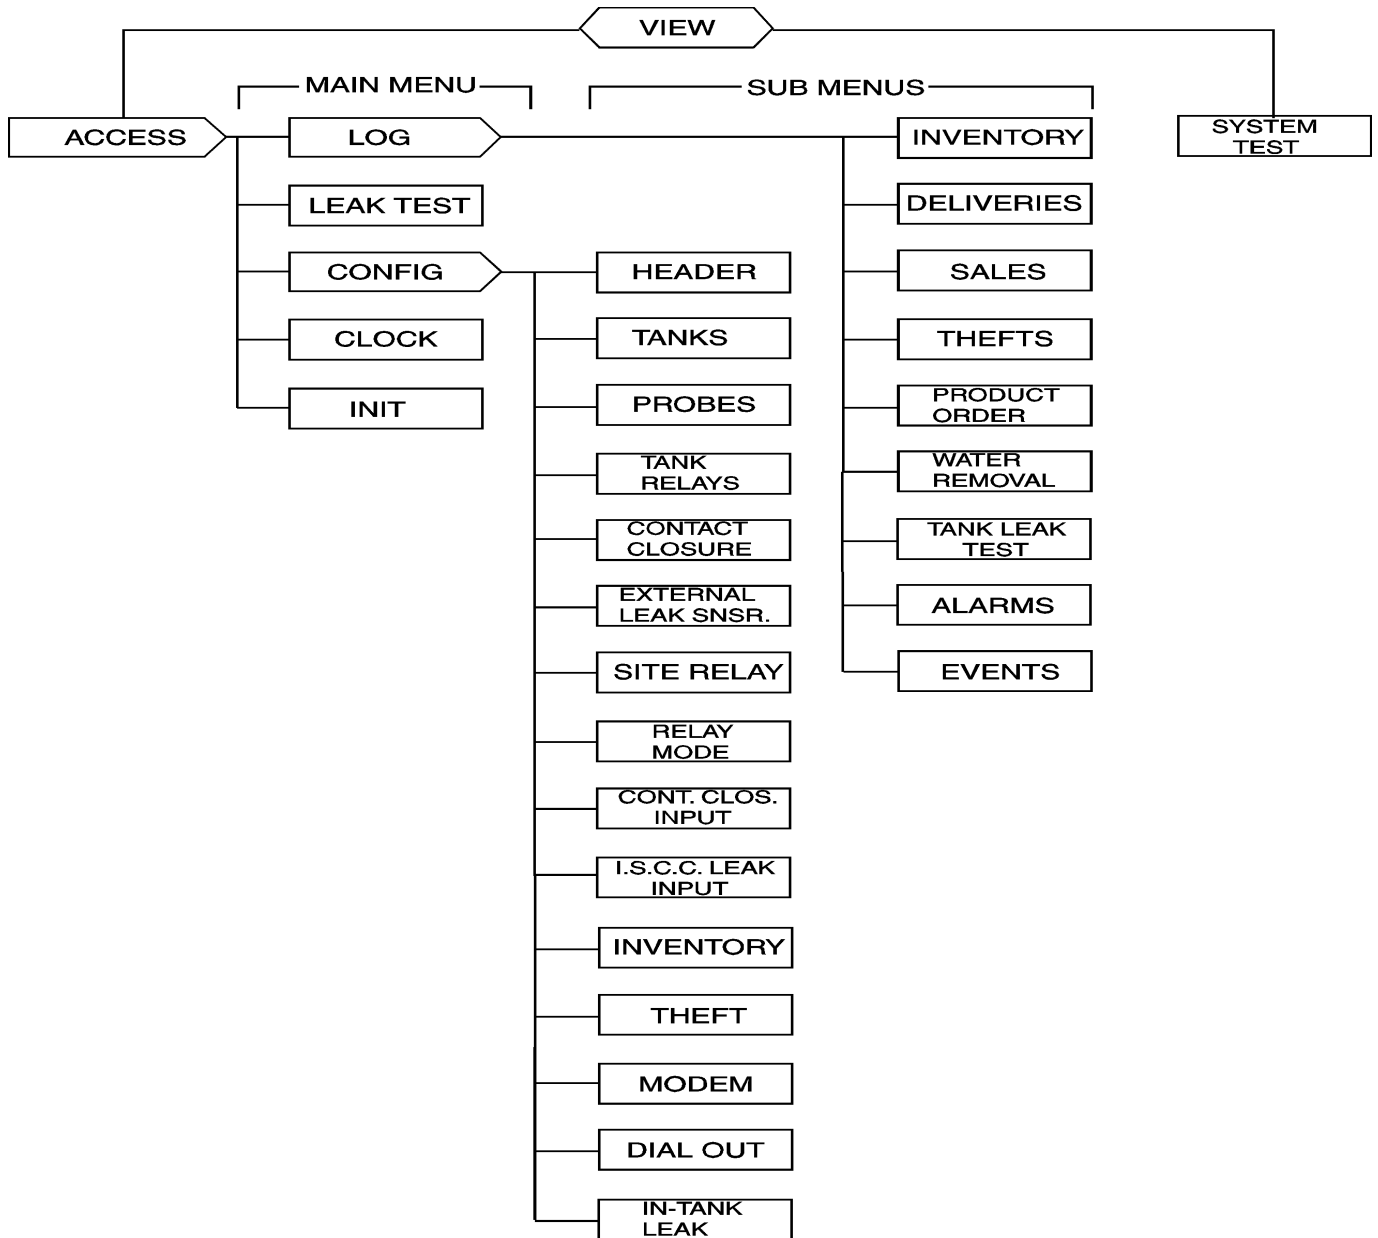 VIEW
MAIN MENU
SUB MENUS
ACCESS
LOG
INVENTORY
SYSTEM
TEST
LEAK TEST
DELIVERIES
CONFIG
HEADER
SALES
CLOCK
TANKS
THEFTS
INIT
PROBES
PRODUCT
ORDER
TANK
RELAYS
WATER
REMOVAL
CONTACT
CLOSURE
TANK LEAK
TEST
EXTERNAL
LEAK SNSR.
ALARMS
SITE RELAY
EVENTS
RELAY
MODE
CONT. CLOS.
INPUT
I.S.C.C. LEAK
INPUT
INVENTORY
THEFT
MODEM
DIAL OUT
IN-TANK
LEAK